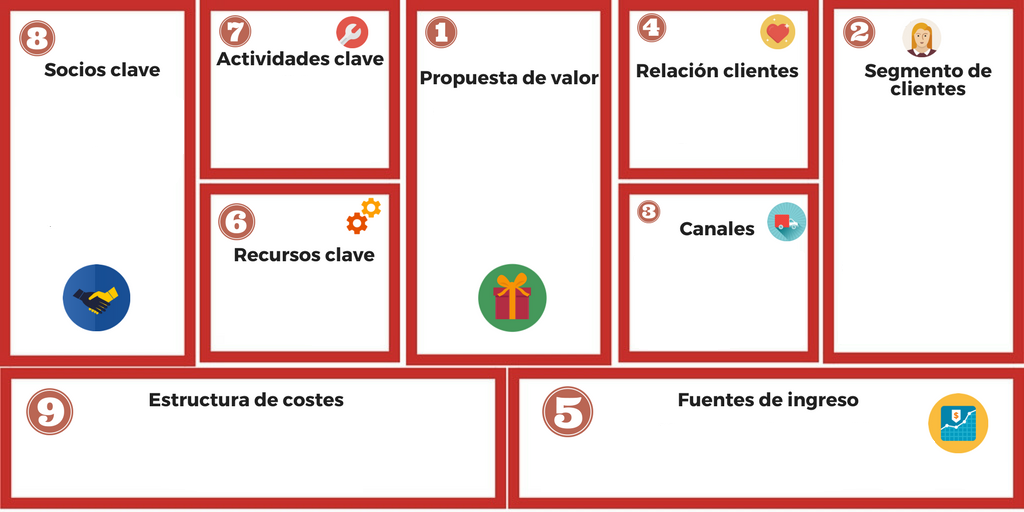 8
Socios clave
7
Actividades clave
6
Recursos clave
1
Propuesta de valor
4
Relación clientes
3
Canales
2
Segmento de
clientes
9
Estructura de costes
5
Fuentes de ingreso
$